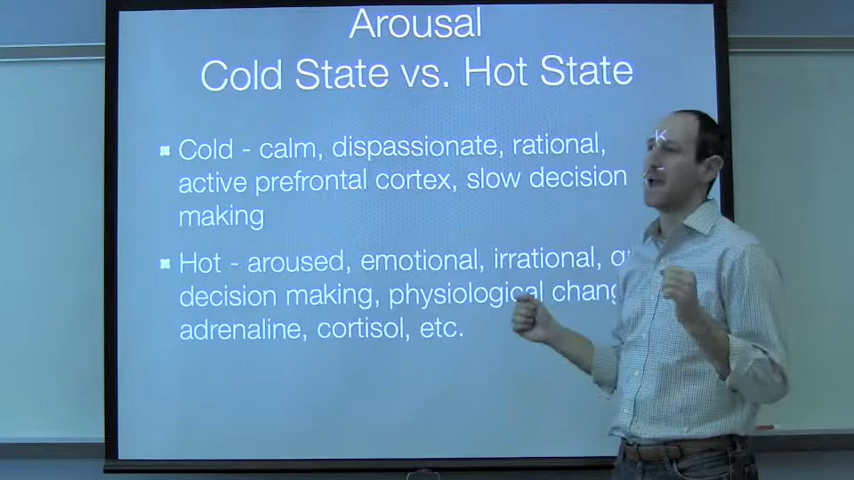 Arousal
Cold State vs. Hot State
Cold - calm, dispassionate, rational,
active prefrontal cortex, slow decision
making
Hot - aroused, emotional, irrational,
decision making, physiological
adrenaline, cortisol, etc.